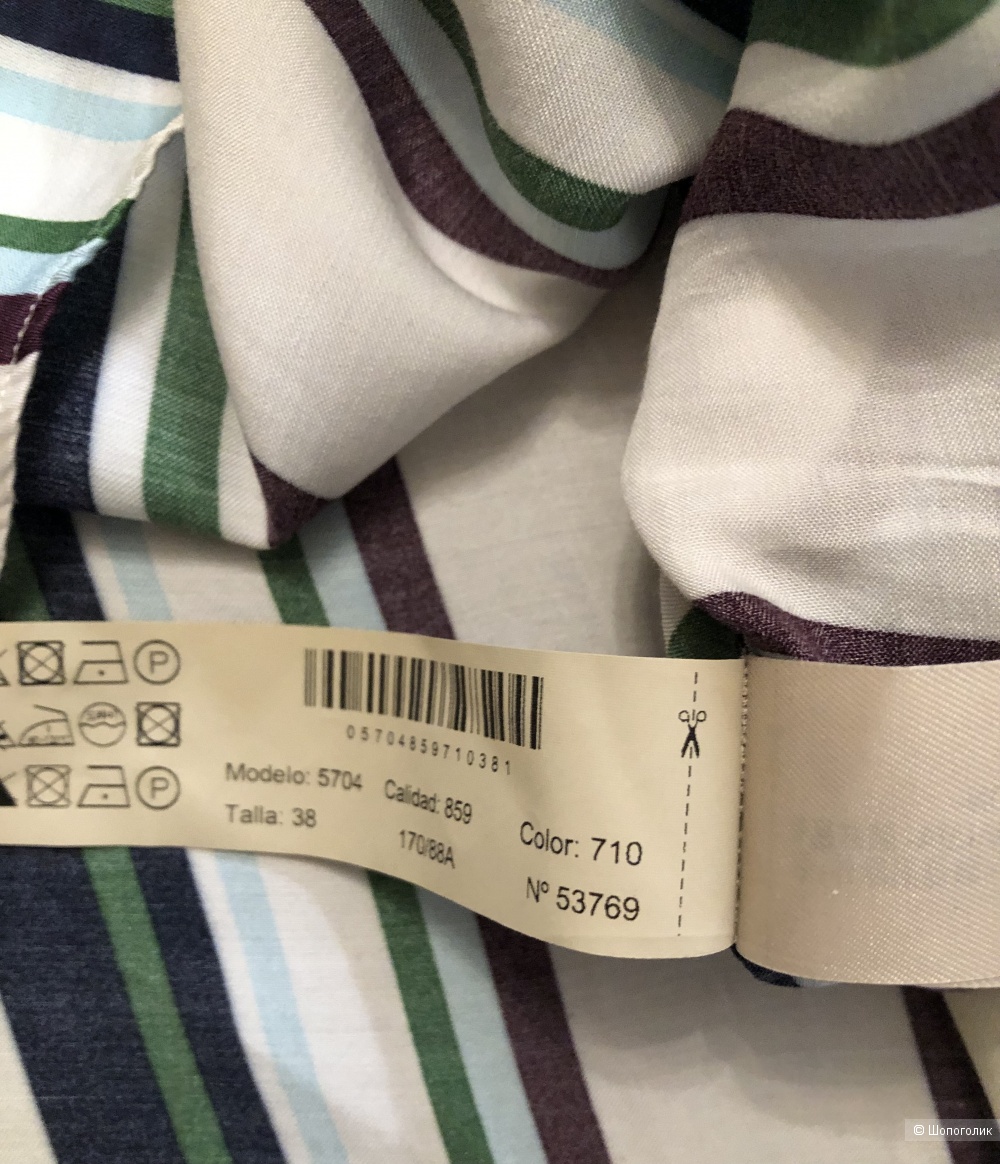 05704859710381
Modelo: 5704
Calidad: 859
Talla: 38
170/88A
Color: 710
Nº 53769
P
P
© Шопоголик